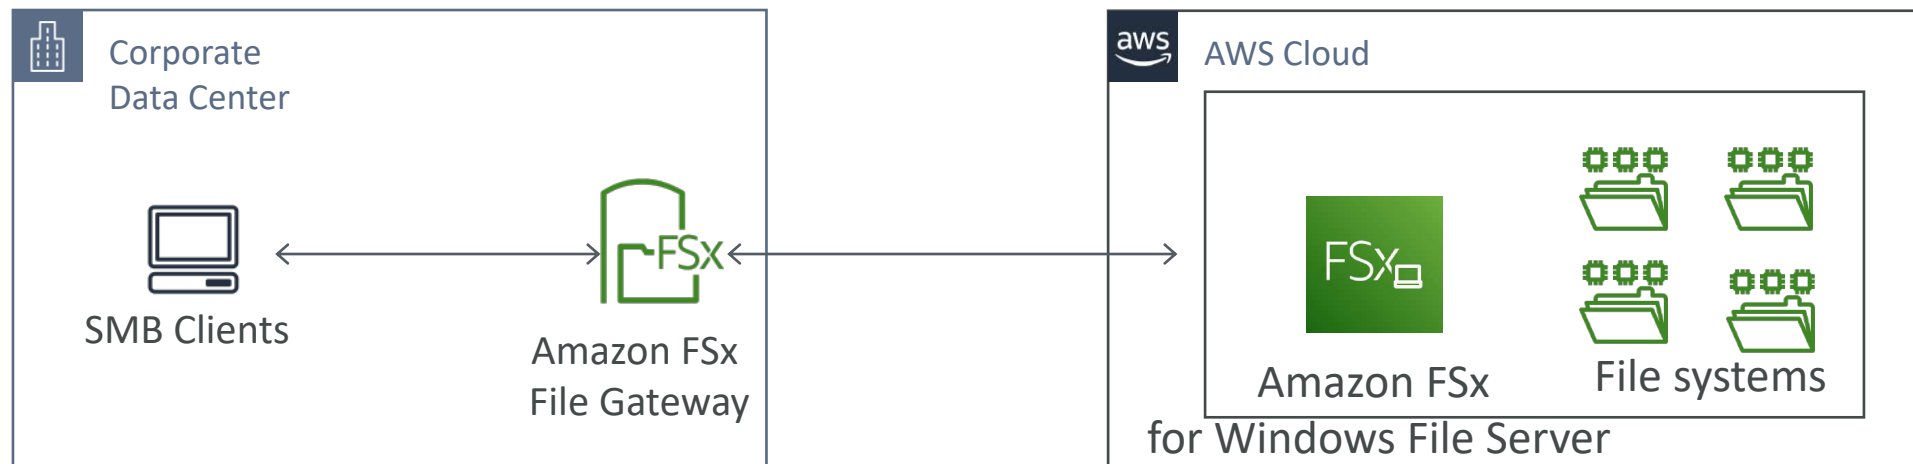 Corporate
Data Center
SMB Clients
FSx
Amazon FSx
File Gateway
aws
AWS Cloud
FSx
Amazon FSx
for Windows File Server
File systems